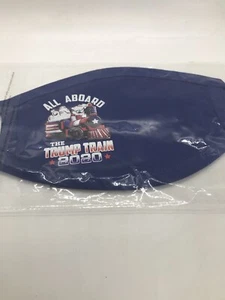 ALL ABOARD
THE
TRUMP TRAIN
2020